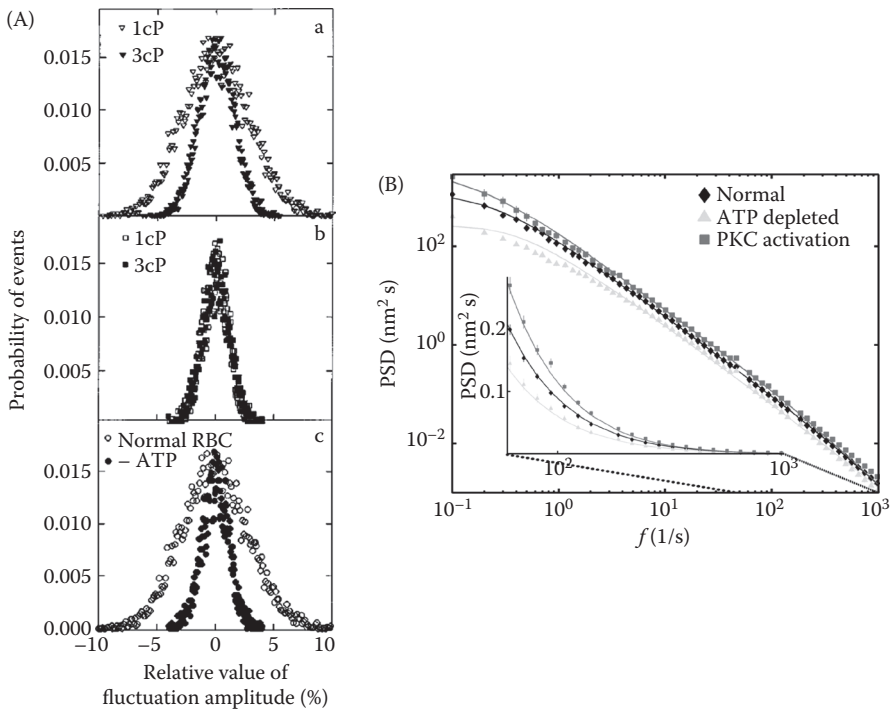 (A)
a
1cP
3cP
0.015
0.010
0.005
b
1cP
3cP
0.015
0.010
0.005
c
Normal RBC
– ATP
0.015
0.010
0.005
0.000
−10 −5 0 5 10
Probability of events
Relative value of
fluctuation amplitude (%)
(B)
Normal
ATP depleted
PKC activation
PSD (nm² s)
10²
10⁰
10⁻²
10⁻¹ 10⁰ 10¹ 10² 10³
f (1/s)
PSD (nm² s)
0.2
0.1
10² 10³